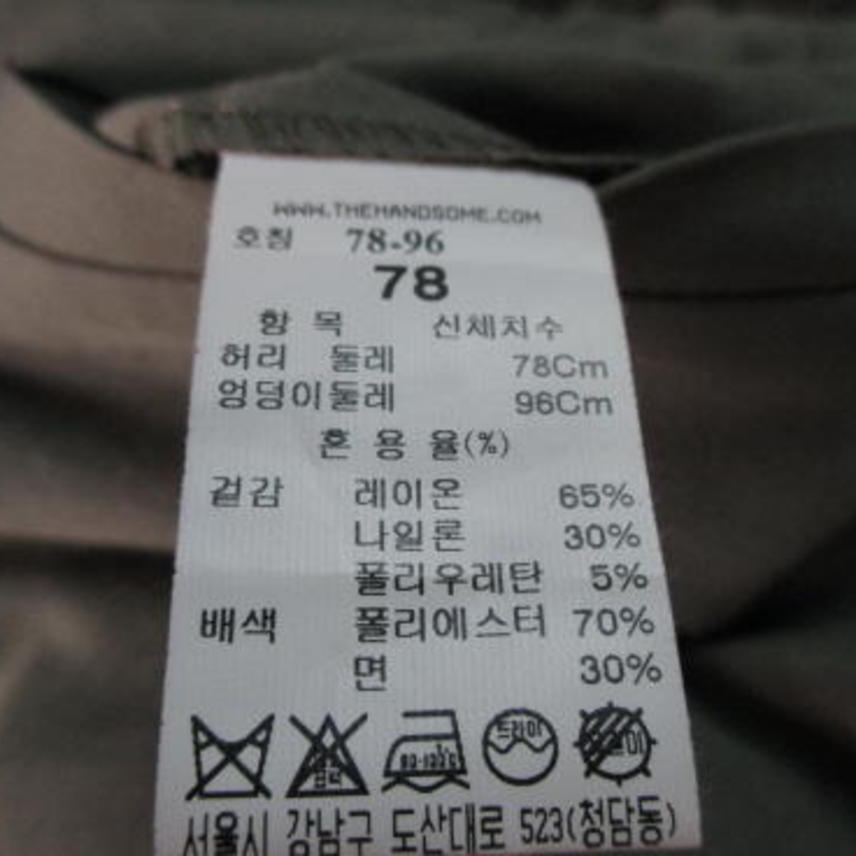 WWW.THEHANDSOME.COM
호칭 78-96
78
항 목 신체치수
허리 둘레 78Cm
엉덩이둘레 96Cm
혼 용 율(%)
겉감 레이온 65%
나일론 30%
폴리우레탄 5%
배색 폴리에스터 70%
면 30%
드라이
서울시 강남구 도산대로 523(청담동)